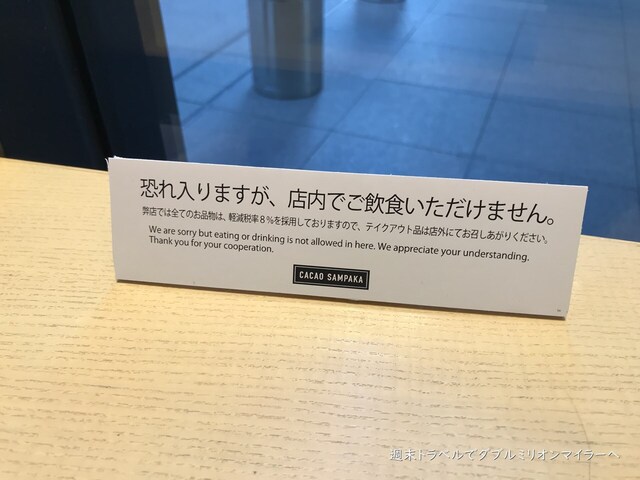 恐れ入りますが、店内でご飲食いただけません。
弊店では全てのお品物は、軽減税率８％を採用しておりますので、テイクアウト品は店外にてお召しあがりください。
We are sorry but eating or drinking is not allowed in here. We appreciate your understanding.
Thank you for your cooperation.
CACAO SAMPAKA
週末トラベルでダブルミリオンマイラーへ